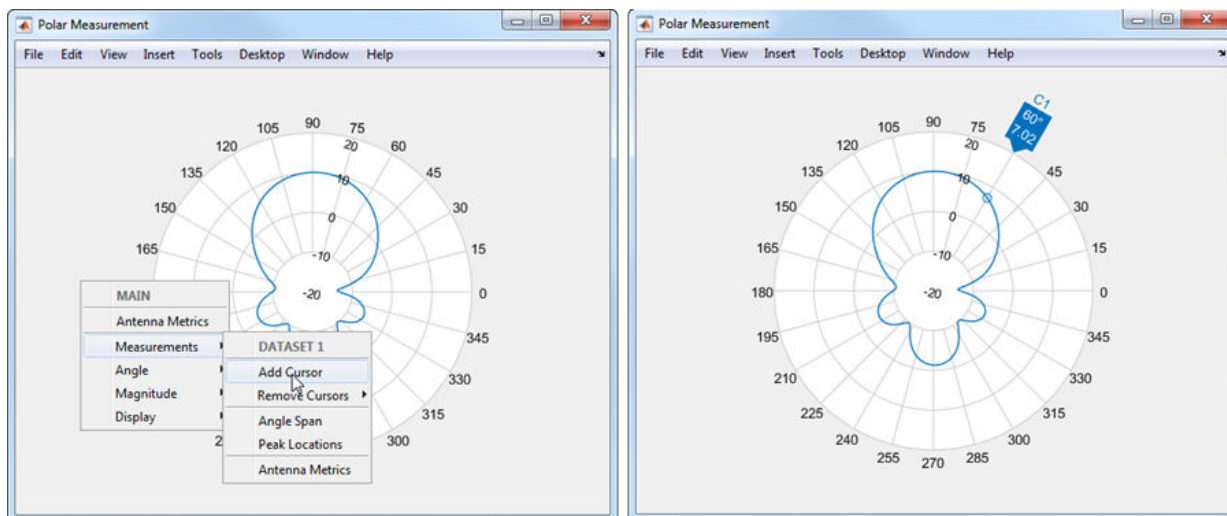 Polar Measurement
File Edit View Insert Tools Desktop Window Help
90
105 75
120 20 60
135 10 45
150 0 30
165 -10 15
-20 0
345
330
315
2 300
MAIN
Antenna Metrics
Measurements
Angle
Magnitude
Display
DATASET 1
Add Cursor
Remove Cursors
Angle Span
Peak Locations
Antenna Metrics
Polar Measurement
File Edit View Insert Tools Desktop Window Help
C1
60°
7.02
90
105 75
120 20
135 10 45
150 0 30
165 -10 15
180 -20 0
195 345
210 330
225 315
240 300
255 270 285